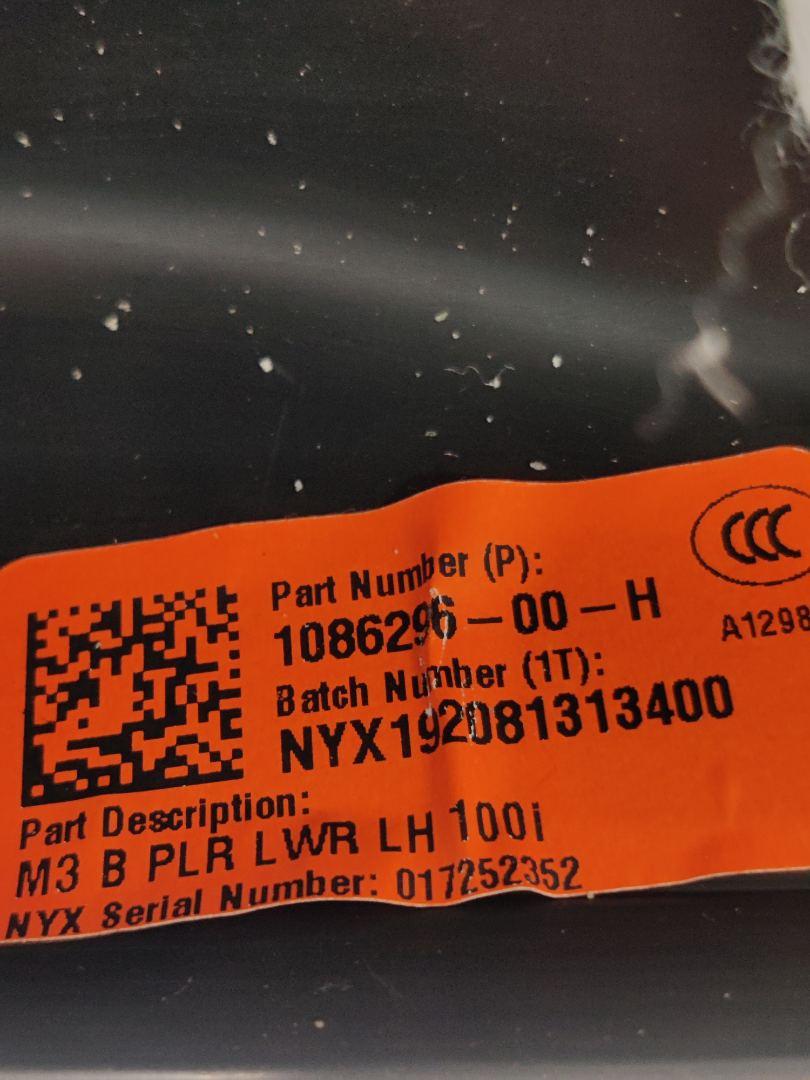 CCC
A1298
Part Number (P):
1086296-00-H
Batch Number (1T):
NYX192081313400
Part Description:
M3 B PLR LWR LH 100i
NYX Serial Number: 017252352